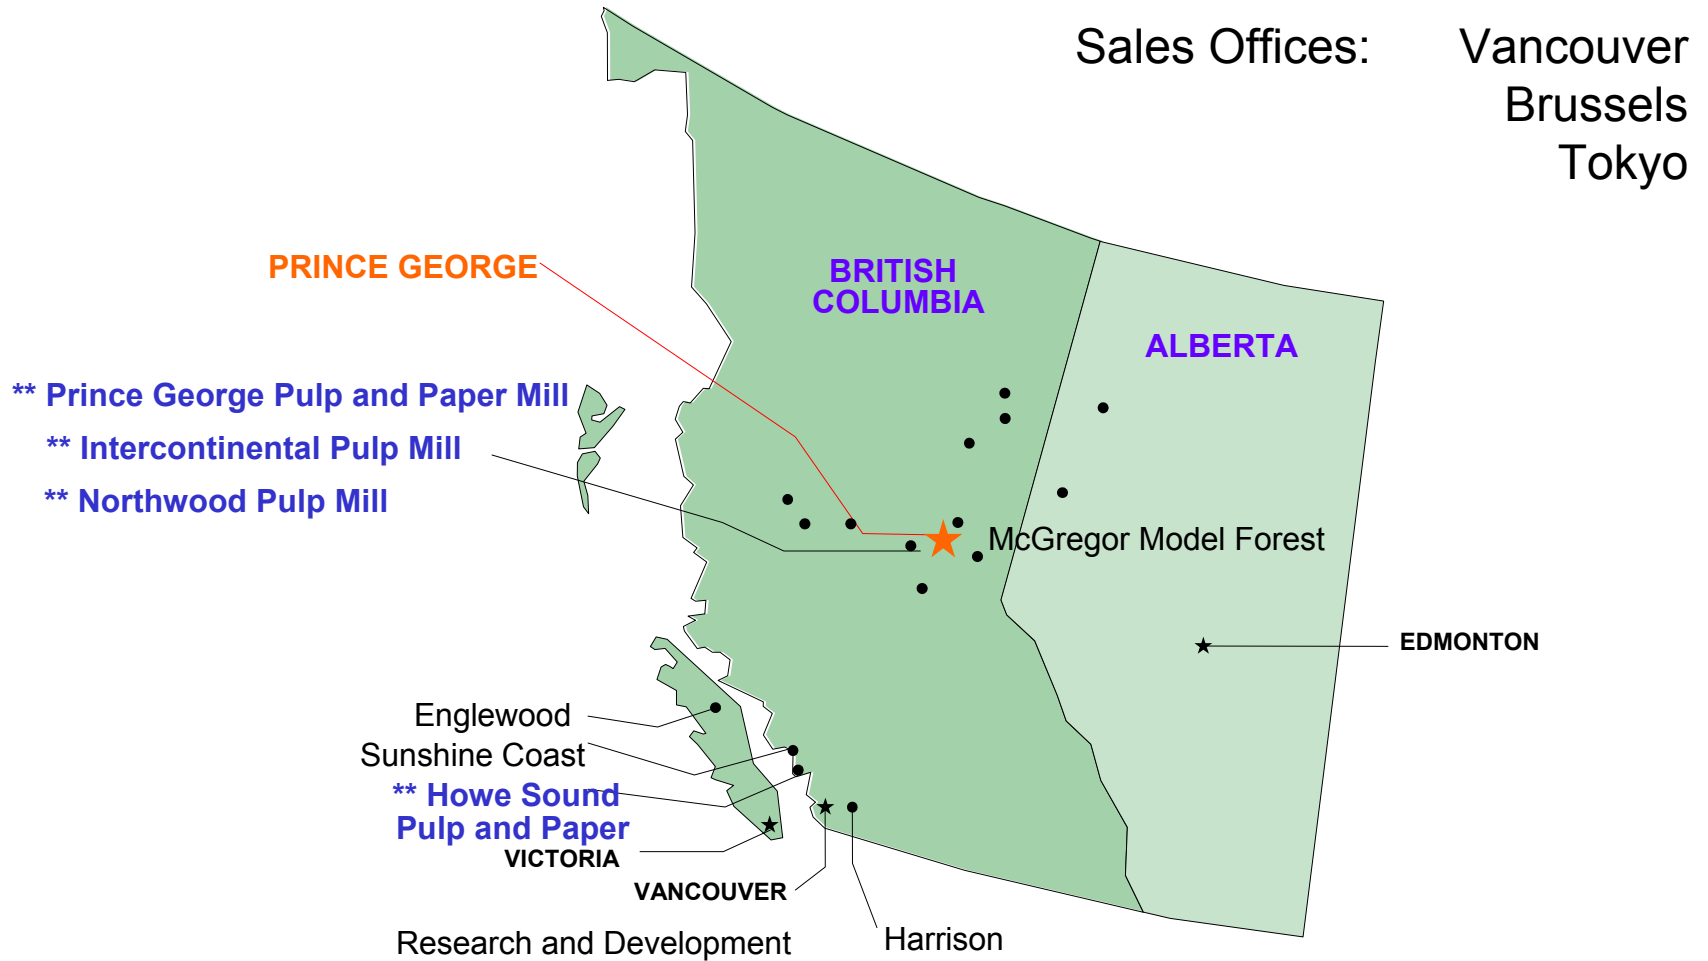 Sales Offices: Vancouver
Brussels
Tokyo
PRINCE GEORGE
BRITISH
COLUMBIA
ALBERTA
** Prince George Pulp and Paper Mill
** Intercontinental Pulp Mill
** Northwood Pulp Mill
McGregor Model Forest
EDMONTON
Englewood
Sunshine Coast
** Howe Sound
Pulp and Paper
VICTORIA
VANCOUVER
Research and Development
Harrison